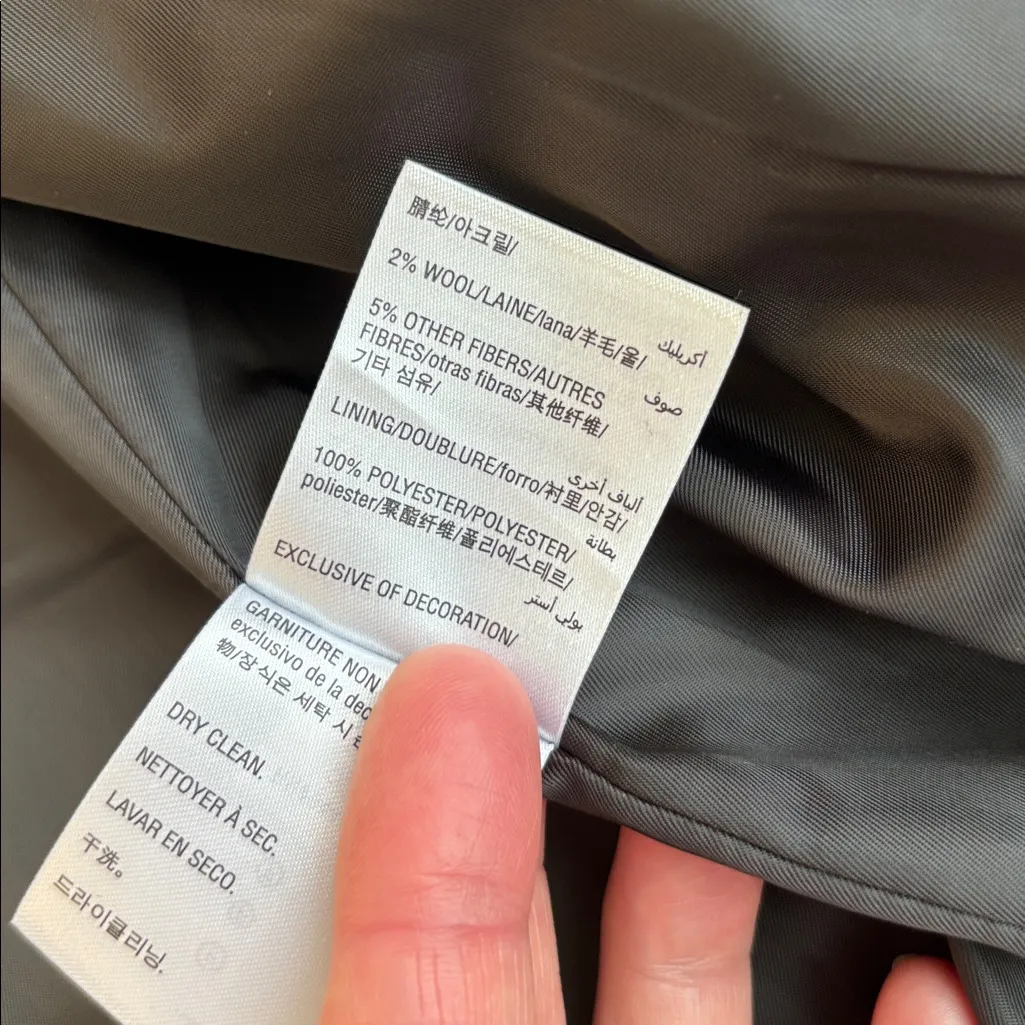 腈纶/아크릴/
أكريليك
2% WOOL/LAINE/lana/羊毛/울/
صوف
5% OTHER FIBERS/AUTRES
FIBRES/otras fibras/其他纤维/
기타 섬유/
ألياف أخرى
LINING/DOUBLURE/forro/衬里/안감/
بطانة
100% POLYESTER/POLYESTER/
poliester/聚酯纤维/폴리에스테르/
بولي أستر
EXCLUSIVE OF DECORATION/
GARNITURE NON
exclusivo de la
物/장식은 세탁 시
DRY CLEAN.
NETTOYER À SEC.
LAVAR EN SECO.
干洗。
드라이클리닝.